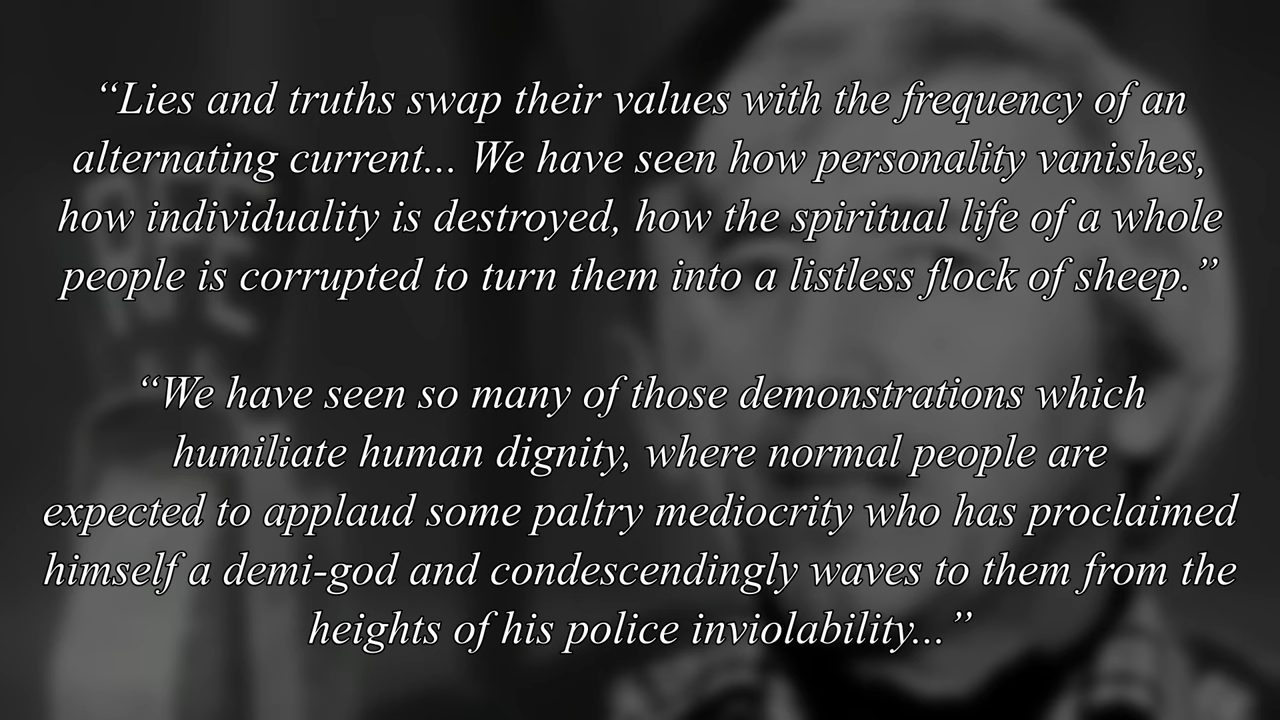 “Lies and truths swap their values with the frequency of an
alternating current... We have seen how personality vanishes,
how individuality is destroyed, how the spiritual life of a whole
people is corrupted to turn them into a listless flock of sheep.”
“We have seen so many of those demonstrations which
humiliate human dignity, where normal people are
expected to applaud some paltry mediocrity who has proclaimed
himself a demi-god and condescendingly waves to them from the
heights of his police inviolability...”